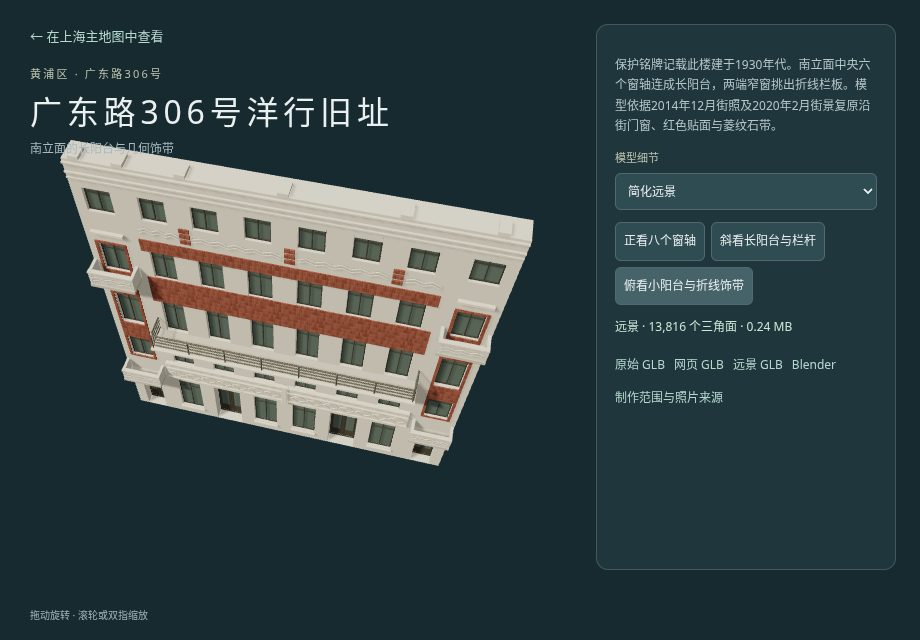 ← 在上海主地图中查看
黄浦区 · 广东路306号
广东路306号洋行旧址
南立面的长阳台与几何饰带
保护铭牌记载此楼建于1930年代。南立面中央六
个窗轴连成长阳台，两端窄窗挑出折线栏板。模
型依据2014年12月街照及2020年2月街景复原沿
街门窗、红色贴面与菱纹石带。
模型细节
简化远景
正看八个窗轴 斜看长阳台与栏杆
俯看小阳台与折线饰带
远景 · 13,816 个三角面 · 0.24 MB
原始 GLB 网页 GLB 远景 GLB Blender
制作范围与照片来源
拖动旋转 · 滚轮或双指缩放